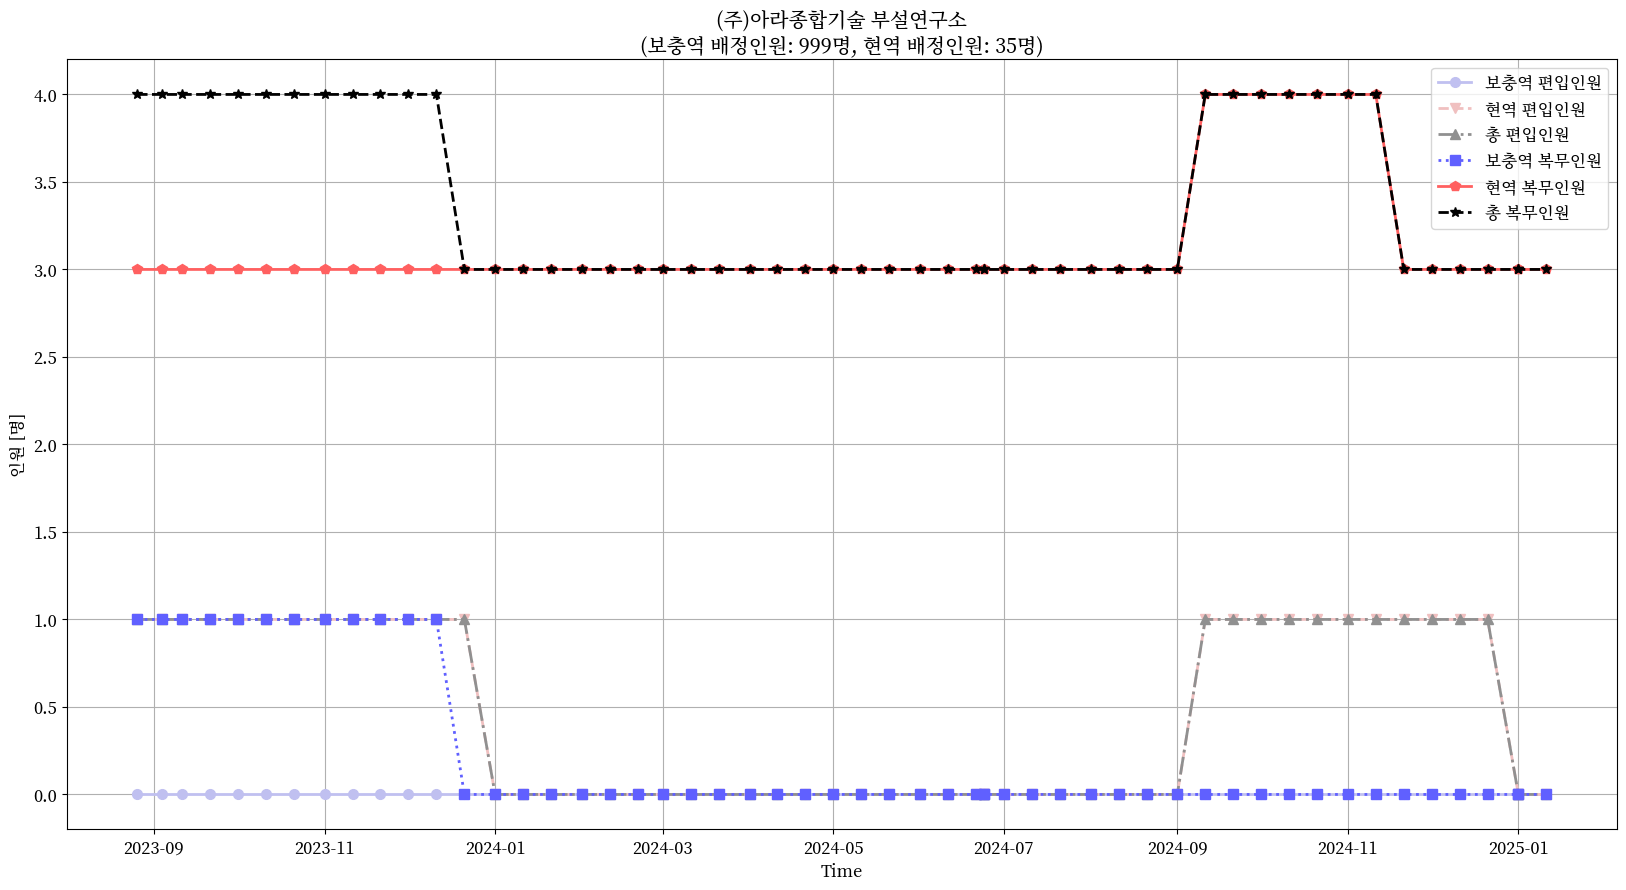 (주)아라종합기술 부설연구소
(보충역 배정인원: 999명, 현역 배정인원: 35명)
보충역 편입인원
현역 편입인원
총 편입인원
보충역 복무인원
현역 복무인원
총 복무인원
4.0
3.5
3.0
2.5
2.0
1.5
1.0
0.5
0.0
인원 [명]
2023-09 2023-11 2024-01 2024-03 2024-05 2024-07 2024-09 2024-11 2025-01
Time